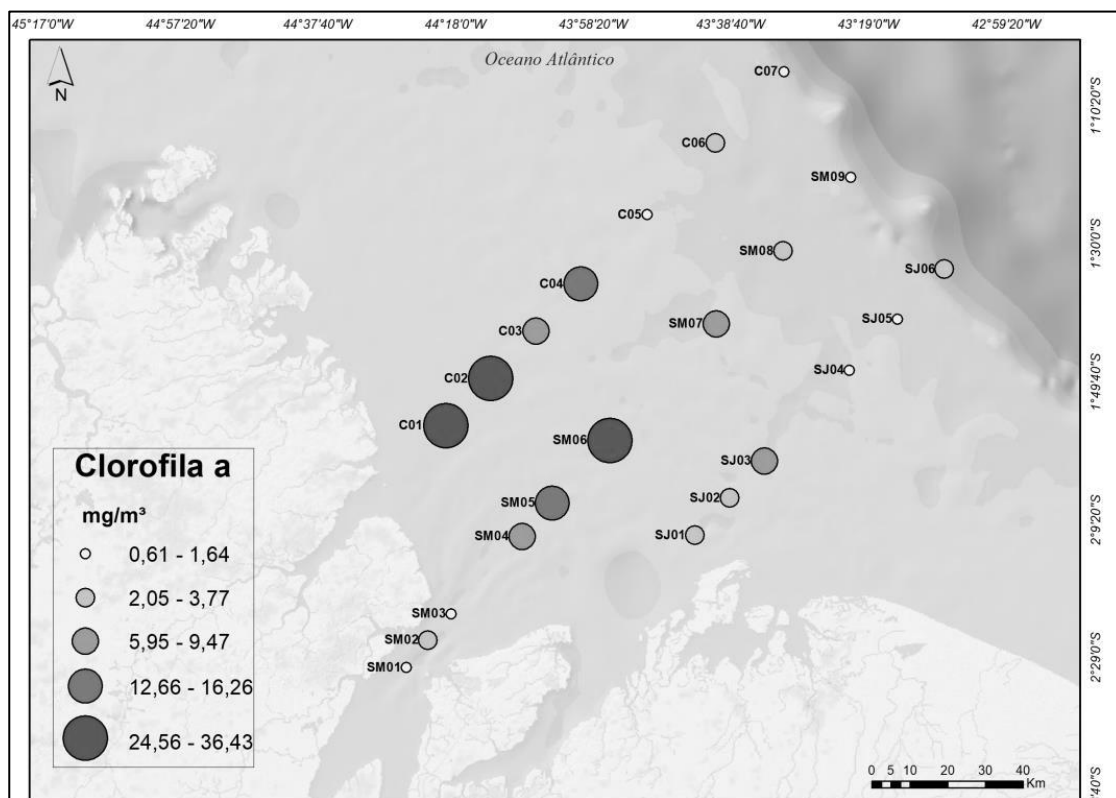 45°17'0"W 44°57'20"W 44°37'40"W 44°18'0"W 43°58'20"W 43°38'40"W 43°19'0"W 42°59'20"W
Oceano Atlântico
N
C07
1°10'20"S
C06
SM09
C05
1°30'0"S
SM08
SJ06
C04
SJ05
SM07
C03
SJ04
1°49'40"S
C02
C01
SM06
SJ03
Clorofila a
mg/m³
SJ02
SM05
2°9'20"S
SJ01
SM04
0,61 - 1,64
2,05 - 3,77
SM03
5,95 - 9,47
SM02
2°29'0"S
SM01
12,66 - 16,26
24,56 - 36,43
0 5 10 20 30 40
Km